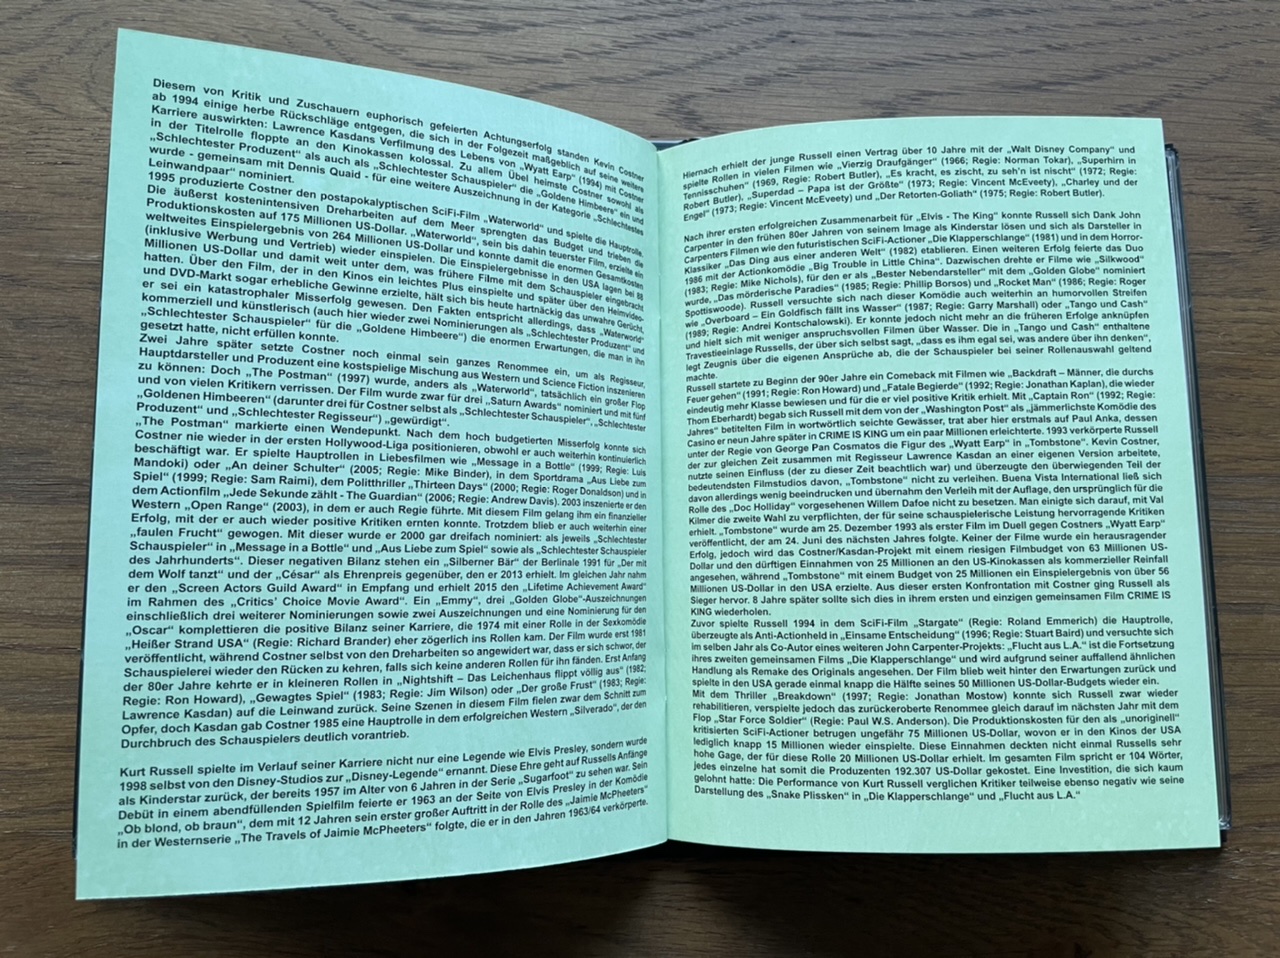 Diesem von Kritik und Zuschauern euphorisch gefeierten Achtungserfolg standen Kevin Costner
ab 1994 einige herbe Rückschläge entgegen, die sich in der Folgezeit maßgeblich auf seine weitere
Karriere auswirkten: Lawrence Kasdans Verfilmung des Lebens von „Wyatt Earp“ (1994) mit Costner
in der Titelrolle floppte an den Kinokassen kolossal. Zu allem Übel heimste Costner sowohl als
„Schlechtester Produzent“ als auch als „Schlechtester Schauspieler“ die „Goldene Himbeere“ ein und
wurde - gemeinsam mit Dennis Quaid - für eine weitere Auszeichnung in der Kategorie „Schlechtestes
Leinwandpaar“ nominiert.
1995 produzierte Costner den postapokalyptischen SciFi-Film „Waterworld“ und spielte die Hauptrolle.
Die äußerst kostenintensiven Dreharbeiten auf dem Meer sprengten das Budget und trieben die
Produktionskosten auf 175 Millionen US-Dollar. „Waterworld“, sein bis dahin teuerster Film, erzielte ein
weltweites Einspielergebnis von 264 Millionen US-Dollar und konnte damit die enormen Gesamtkosten
(inklusive Werbung und Vertrieb) wieder einspielen. Die Einspielergebnisse in den USA lagen bei 88
Millionen US-Dollar und damit weit unter dem, was frühere Filme mit dem Schauspieler eingebracht
hatten. Über den Film, der in den Kinos ein leichtes Plus einspielte und später über den Heimvideo-
und DVD-Markt sogar erhebliche Gewinne erzielte, hält sich bis heute hartnäckig das unwahre Gerücht,
er sei ein katastrophaler Misserfolg gewesen. Den Fakten entspricht allerdings, dass „Waterworld“
kommerziell und künstlerisch (auch hier wieder zwei Nominierungen als „Schlechtester Produzent“ und
„Schlechtester Schauspieler“ für die „Goldene Himbeere“) die enormen Erwartungen, die man in ihn
gesetzt hatte, nicht erfüllen konnte.
Zwei Jahre später setzte Costner noch einmal sein ganzes Renommee ein, um als Regisseur,
Hauptdarsteller und Produzent eine kostspielige Mischung aus Western und Science Fiction inszenieren
zu können: Doch „The Postman“ (1997) wurde, anders als „Waterworld“, tatsächlich ein großer Flop
und von vielen Kritikern verrissen. Der Film wurde zwar für drei „Saturn Awards“ nominiert und mit fünf
„Goldenen Himbeeren“ (darunter drei für Costner selbst als „Schlechtester Schauspieler“, „Schlechtester
Produzent“ und „Schlechtester Regisseur“) „gewürdigt“.
„The Postman“ markierte einen Wendepunkt. Nach dem hoch budgetierten Misserfolg konnte sich
Costner nie wieder in der ersten Hollywood-Liga positionieren, obwohl er auch weiterhin kontinuierlich
beschäftigt war. Er spielte Hauptrollen in Liebesfilmen wie „Message in a Bottle“ (1999; Regie: Luis
Mandoki) oder „An deiner Schulter“ (2005; Regie: Mike Binder), in dem Sportdrama „Aus Liebe zum
Spiel“ (1999; Regie: Sam Raimi), dem Politthriller „Thirteen Days“ (2000; Regie: Roger Donaldson) und in
dem Actionfilm „Jede Sekunde zählt - The Guardian“ (2006; Regie: Andrew Davis). 2003 inszenierte er den
Western „Open Range“ (2003), in dem er auch Regie führte. Mit diesem Film gelang ihm ein finanzieller
Erfolg, mit der er auch wieder positive Kritiken ernten konnte. Trotzdem blieb er auch weiterhin einer
„faulen Frucht“ gewogen. Mit dieser wurde er 2000 gar dreifach nominiert: als jeweils „Schlechtester
Schauspieler“ in „Message in a Bottle“ und „Aus Liebe zum Spiel“ sowie als „Schlechtester Schauspieler
des Jahrhunderts“. Dieser negativen Bilanz stehen ein „Silberner Bär“ der Berlinale 1991 für „Der mit
dem Wolf tanzt“ und der „César“ als Ehrenpreis gegenüber, den er 2013 erhielt. Im gleichen Jahr nahm
er den „Screen Actors Guild Award“ in Empfang und erhielt 2015 den „Lifetime Achievement Award“
im Rahmen des „Critics’ Choice Movie Award“. Ein „Emmy“, drei „Golden Globe“-Auszeichnungen
einschließlich drei weiterer Nominierungen sowie zwei Auszeichnungen und eine Nominierung für den
„Oscar“ komplettieren die positive Bilanz seiner Karriere, die 1974 mit einer Rolle in der Sexkomödie
„Heißer Strand USA“ (Regie: Richard Brander) eher zögerlich ins Rollen kam. Der Film wurde erst 1981
veröffentlicht, während Costner selbst von den Dreharbeiten so angewidert war, dass er sich schwor, der
Schauspielerei wieder den Rücken zu kehren, falls sich keine anderen Rollen für ihn fänden. Erst Anfang
der 80er Jahre kehrte er in kleineren Rollen in „Nightshift – Das Leichenhaus flippt völlig aus“ (1982;
Regie: Ron Howard), „Gewagtes Spiel“ (1983; Regie: Jim Wilson) oder „Der große Frust“ (1983; Regie:
Lawrence Kasdan) auf die Leinwand zurück. Seine Szenen in diesem Film fielen zwar dem Schnitt zum
Opfer, doch Kasdan gab Costner 1985 eine Hauptrolle in dem erfolgreichen Western „Silverado“, der den
Durchbruch des Schauspielers deutlich vorantrieb.
Kurt Russell spielte im Verlauf seiner Karriere nicht nur eine Legende wie Elvis Presley, sondern wurde
1998 selbst von den Disney-Studios zur „Disney-Legende“ ernannt. Diese Ehre geht auf Russells Anfänge
als Kinderstar zurück, der bereits 1957 im Alter von 6 Jahren in der Serie „Sugarfoot“ zu sehen war. Sein
Debüt in einem abendfüllenden Spielfilm feierte er 1963 an der Seite von Elvis Presley in der Komödie
„Ob blond, ob braun“, dem mit 12 Jahren sein erster großer Auftritt in der Rolle des „Jaimie McPheeters“
in der Westernserie „The Travels of Jaimie McPheeters“ folgte, die er in den Jahren 1963/64 verkörperte.
Hiernach erhielt der junge Russell einen Vertrag über 10 Jahre mit der „Walt Disney Company“ und
spielte Rollen in vielen Filmen wie „Vierzig Draufgänger“ (1966; Regie: Norman Tokar), „Superhirn in
Tennisschuhen“ (1969, Regie: Robert Butler), „Es kracht, es zischt, zu seh’n ist nischt“ (1972; Regie:
Robert Butler), „Superdad – Papa ist der Größte“ (1973; Regie: Vincent McEveety), „Charley und der
Engel“ (1973; Regie: Vincent McEveety) und „Der Retorten-Goliath“ (1975; Regie: Robert Butler).
Nach ihrer ersten erfolgreichen Zusammenarbeit für „Elvis - The King“ konnte Russell sich Dank John
Carpenter in den frühen 80er Jahren von seinem Image als Kinderstar lösen und sich als Darsteller in
Carpenters Filmen wie den futuristischen SciFi-Actioner „Die Klapperschlange“ (1981) und in dem Horror-
Klassiker „Das Ding aus einer anderen Welt“ (1982) etablieren. Einen weiteren Erfolg feierte das Duo
1986 mit der Actionkomödie „Big Trouble in Little China“. Dazwischen drehte er Filme wie „Silkwood“
(1983; Regie: Mike Nichols), für den er als „Bester Nebendarsteller“ mit dem „Golden Globe“ nominiert
wurde, „Das mörderische Paradies“ (1985; Regie: Phillip Borsos) und „Rocket Man“ (1986; Regie: Roger
Spottiswoode). Russell versuchte sich nach dieser Komödie auch weiterhin an humorvollen Streifen
wie „Overboard – Ein Goldfisch fällt ins Wasser“ (1987; Regie: Garry Marshall) oder „Tango und Cash“
(1989; Regie: Andrei Kontschalowski). Er konnte jedoch nicht mehr an die früheren Erfolge anknüpfen
und hielt sich mit weniger anspruchsvollen Filmen über Wasser. Die in „Tango und Cash“ enthaltene
Travestieeinlage Russells, der über sich selbst sagt, „dass es ihm egal sei, was andere über ihn denken“,
legt Zeugnis über die eigenen Ansprüche ab, die der Schauspieler bei seiner Rollenauswahl geltend
machte.
Russell startete zu Beginn der 90er Jahre ein Comeback mit Filmen wie „Backdraft – Männer, die durchs
Feuer gehen“ (1991; Regie: Ron Howard) und „Fatale Begierde“ (1992; Regie: Jonathan Kaplan), die wieder
eindeutig mehr Klasse bewiesen und für die er viel positive Kritik erhielt. Mit „Captain Ron“ (1992; Regie:
Thom Eberhardt) begab sich Russell mit dem von der „Washington Post“ als „jämmerlichste Komödie des
Jahres“ betitelten Film in wortwörtlich seichte Gewässer, trat aber hier erstmals auf Paul Anka, dessen
Casino er neun Jahre später in CRIME IS KING um ein paar Millionen erleichterte. 1993 verkörperte Russell
unter der Regie von George Pan Cosmatos die Figur des „Wyatt Earp“ in „Tombstone“. Kevin Costner,
der zur gleichen Zeit zusammen mit Regisseur Lawrence Kasdan an einer eigenen Version arbeitete,
nutzte seinen Einfluss (der zu dieser Zeit beachtlich war) und überzeugte den überwiegenden Teil der
bedeutendsten Filmstudios davon, „Tombstone“ nicht zu verleihen. Buena Vista International ließ sich
davon allerdings wenig beeindrucken und übernahm den Verleih mit der Auflage, den ursprünglich für die
Rolle des „Doc Holliday“ vorgesehenen Willem Dafoe nicht zu besetzen. Man einigte sich darauf, mit Val
Kilmer die zweite Wahl zu verpflichten, der für seine schauspielerische Leistung hervorragende Kritiken
erhielt. „Tombstone“ wurde am 25. Dezember 1993 als erster Film im Duell gegen Costners „Wyatt Earp“
veröffentlicht, der am 24. Juni des nächsten Jahres folgte. Keiner der Filme wurde ein herausragender
Erfolg, jedoch wird das Costner/Kasdan-Projekt mit einem riesigen Filmbudget von 63 Millionen US-
Dollar und den dürftigen Einnahmen von 25 Millionen an den US-Kinokassen als kommerzieller Reinfall
angesehen, während „Tombstone“ mit einem Budget von 25 Millionen ein Einspielergebnis von über 56
Millionen US-Dollar in den USA erzielte. Aus dieser ersten Konfrontation mit Costner ging Russell als
Sieger hervor. 8 Jahre später sollte sich dies in ihrem ersten und einzigen gemeinsamen Film CRIME IS
KING wiederholen.
Zuvor spielte Russell 1994 in dem SciFi-Film „Stargate“ (Regie: Roland Emmerich) die Hauptrolle,
überzeugte als Anti-Actionheld in „Einsame Entscheidung“ (1996; Regie: Stuart Baird) und versuchte sich
im selben Jahr als Co-Autor eines weiteren John Carpenter-Projekts: „Flucht aus L.A.“ ist die Fortsetzung
ihres zweiten gemeinsamen Films „Die Klapperschlange“ und wird aufgrund seiner auffallend ähnlichen
Handlung als Remake des Originals angesehen. Der Film blieb weit hinter den Erwartungen zurück und
spielte in den USA gerade einmal knapp die Hälfte seines 50 Millionen US-Dollar-Budgets wieder ein.
Mit dem Thriller „Breakdown“ (1997; Regie: Jonathan Mostow) konnte sich Russell zwar wieder
rehabilitieren, verspielte jedoch das zurückeroberte Renommee gleich darauf im nächsten Jahr mit dem
Flop „Star Force Soldier“ (Regie: Paul W.S. Anderson). Die Produktionskosten für den als „unoriginell“
kritisierten SciFi-Actioner betrugen ungefähr 75 Millionen US-Dollar, wovon er in den Kinos der USA
lediglich knapp 15 Millionen wieder einspielte. Diese Einnahmen deckten nicht einmal Russells sehr
hohe Gage, der für diese Rolle 20 Millionen US-Dollar erhielt. Im gesamten Film spricht er 104 Wörter,
jedes einzelne hat somit die Produzenten 192.307 US-Dollar gekostet. Eine Investition, die sich kaum
gelohnt hatte: Die Performance von Kurt Russell verglichen Kritiker teilweise ebenso negativ wie seine
Darstellung des „Snake Plissken“ in „Die Klapperschlange“ und „Flucht aus L.A.“